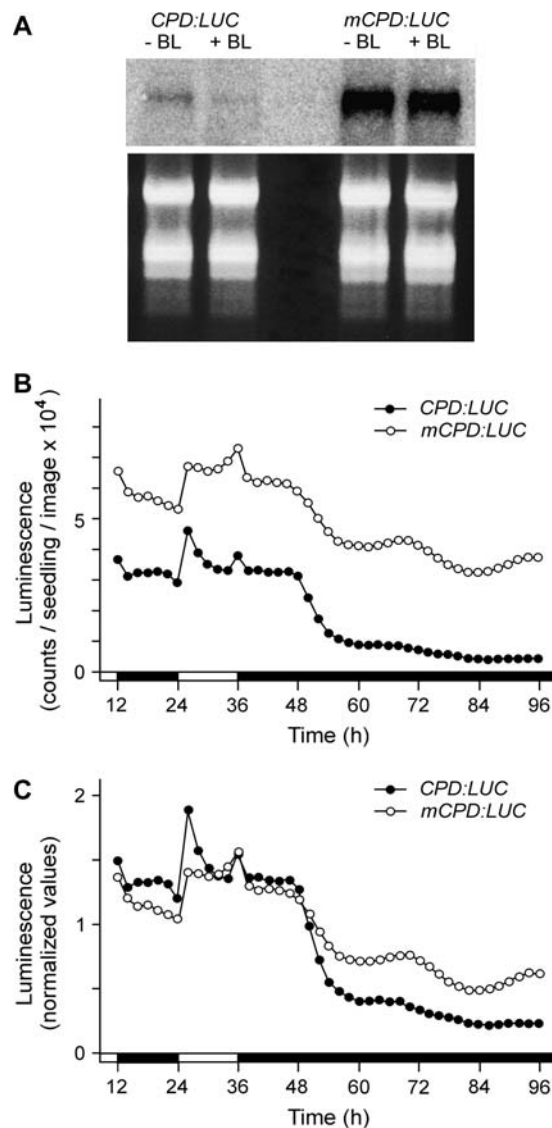 A
CPD:LUC mCPD:LUC
- BL + BL - BL + BL
B
CPD:LUC
mCPD:LUC
Luminescence
(counts / seedling / image x 10⁴)
5
0
12 24 36 48 60 72 84 96
Time (h)
C
CPD:LUC
mCPD:LUC
Luminescence
(normalized values)
2
1
0
12 24 36 48 60 72 84 96
Time (h)